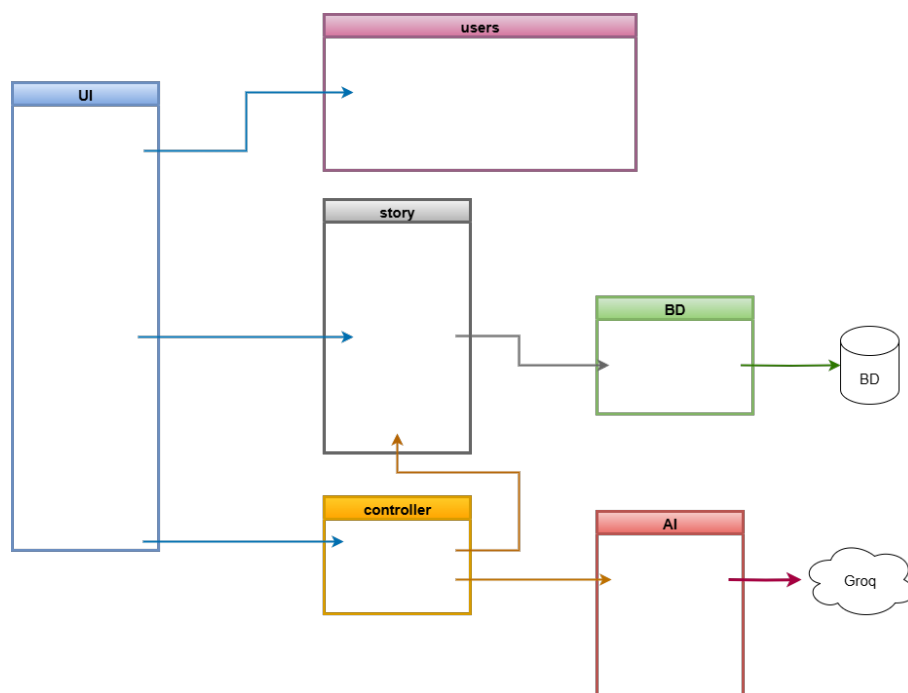 users
UI
story
BD
BD
controller
AI
Groq